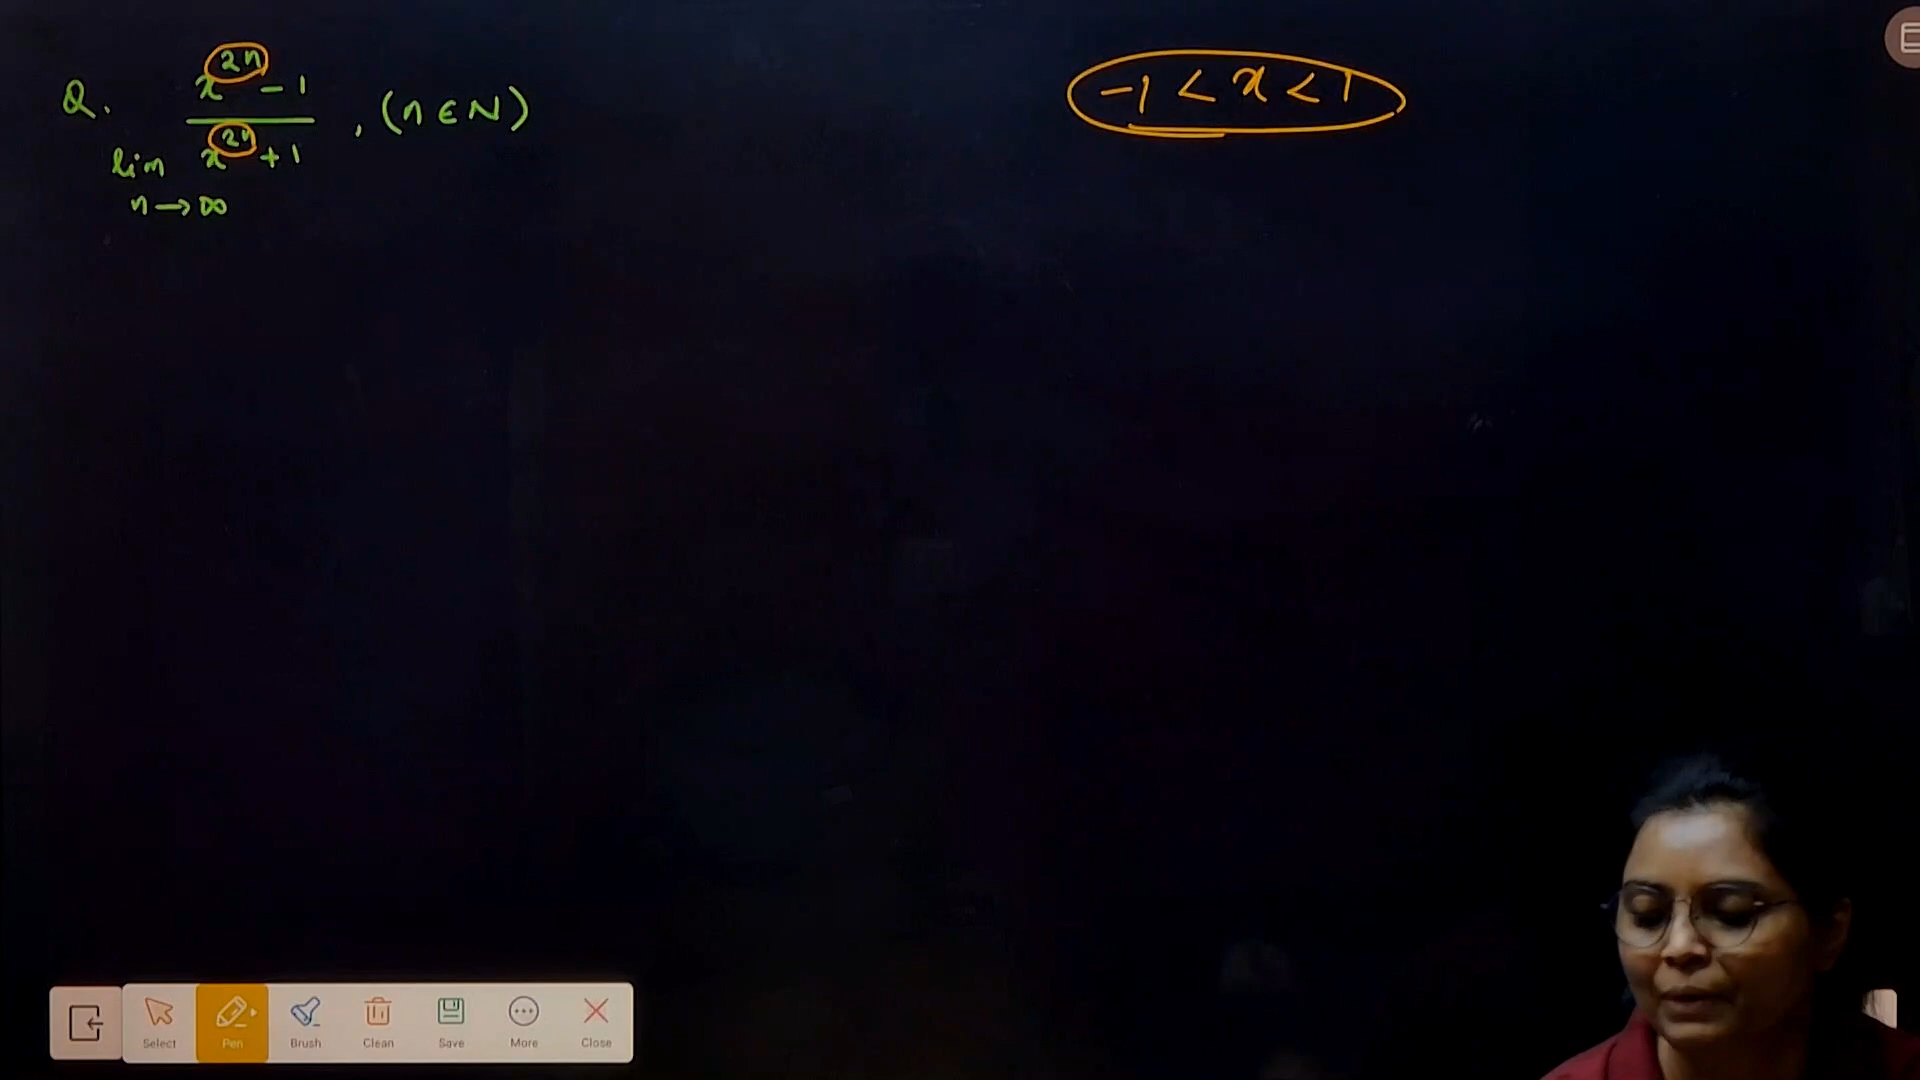 Q. lim n→∞ (x^{2n} - 1)/(x^{2n} + 1), (n ∈ N)
-1 < x < 1
Select Pen Brush Clean Save More Close